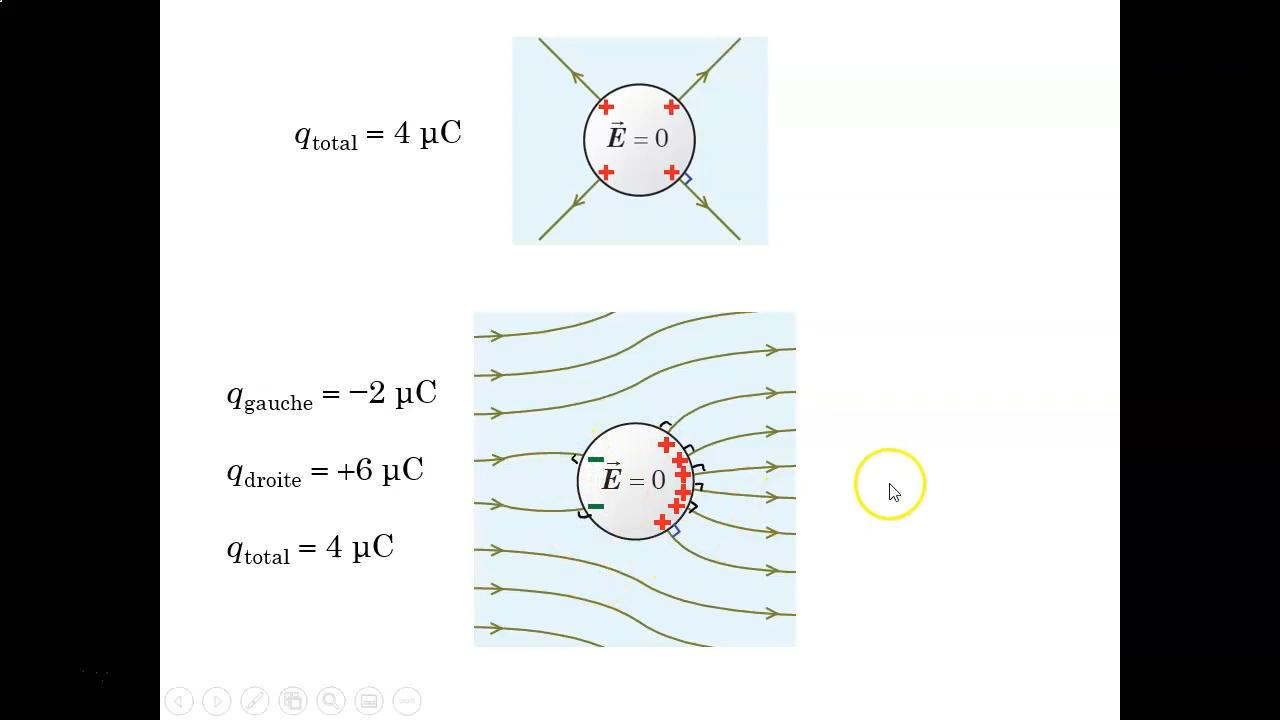 q_total = 4 µC
E⃗ = 0
q_gauche = −2 µC
q_droite = +6 µC
E⃗ = 0
q_total = 4 µC